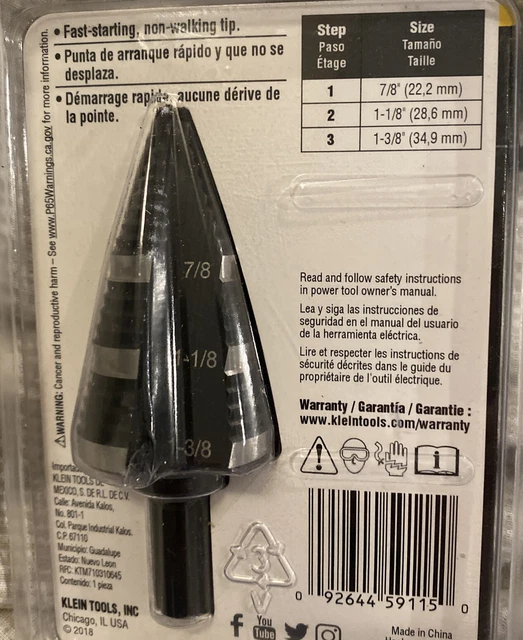 • Fast-starting, non-walking tip.
• Punta de arranque rápido y que no se
desplaza.
• Démarrage rapide, aucune dérive de
la pointe.
Step Size
Paso Tamaño
Étage Taille
1 7/8" (22,2 mm)
2 1-1/8" (28,6 mm)
3 1-3/8" (34,9 mm)
⚠WARNING: Cancer and reproductive harm – See www.P65Warnings.ca.gov for more information.
7/8
1-1/8
-3/8
Read and follow safety instructions
in power tool owner's manual.
Lea y siga las instrucciones de
seguridad en el manual del usuario
de la herramienta eléctrica.
Lire et respecter les instructions de
sécurité décrites dans le guide du
propriétaire de l'outil électrique.
Warranty / Garantía / Garantie :
www.kleintools.com/warranty
KLEIN TOOLS DE
MEXICO, S. DE R.L. DE C.V.
Calle: Avenida Kalos,
No. 801-1
Col. Parque Industrial Kalos.
C.P. 67110
Municipio: Guadalupe
Estado: Nuevo Leon
RFC: KTM710310645
Contenido: 1 pieza
KLEIN TOOLS, INC
Chicago, IL USA
© 2018
3
You
Tube
0 92644 59115 0
Made in China